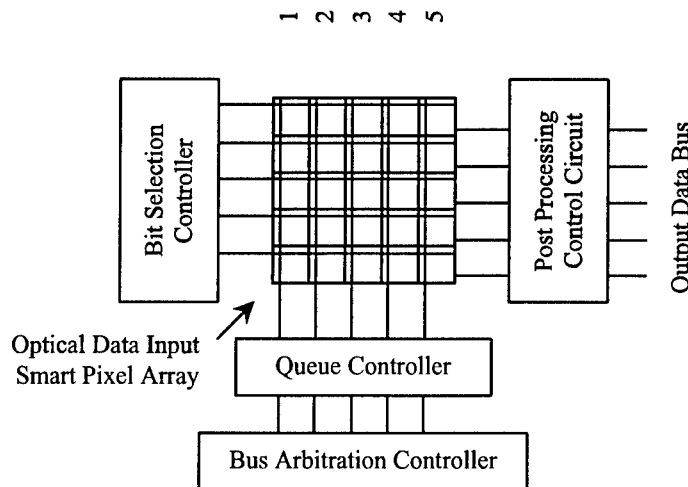 1 2 3 4 5
Bit Selection
Controller
Post Processing
Control Circuit
Output Data Bus
Optical Data Input
Smart Pixel Array
Queue Controller
Bus Arbitration Controller